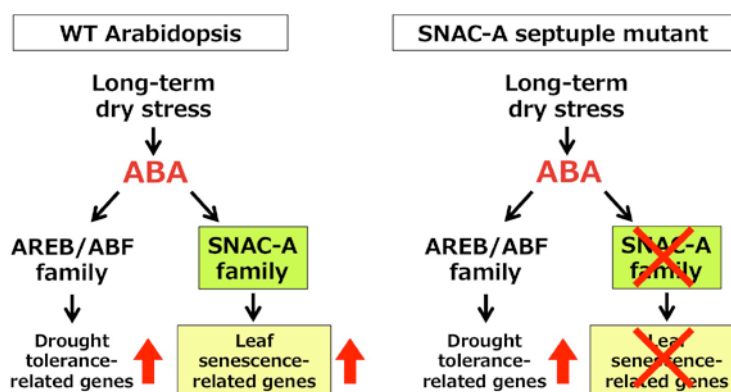 WT Arabidopsis
Long-term
dry stress
ABA
AREB/ABF
family
SNAC-A
family
Drought
tolerance-
related genes
Leaf
senescence-
related genes
SNAC-A septuple mutant
Long-term
dry stress
ABA
AREB/ABF
family
SNAC-A
family
Drought
tolerance-
related genes
Leaf
senescence-
related genes